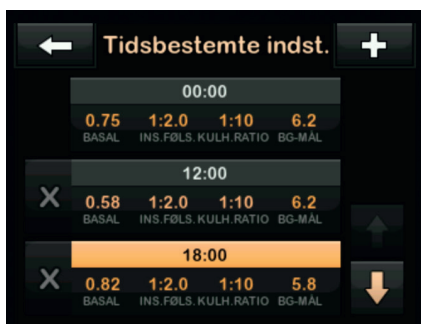 Tidsbestemte indst.
00:00
0.75 1:2.0 1:10 6.2
BASAL INS.FØLS. KULH.RATIO BG-MÅL
12:00
X
0.58 1:2.0 1:10 6.2
BASAL INS.FØLS. KULH.RATIO BG-MÅL
18:00
X
0.82 1:2.0 1:10 5.8
BASAL INS.FØLS. KULH.RATIO BG-MÅL